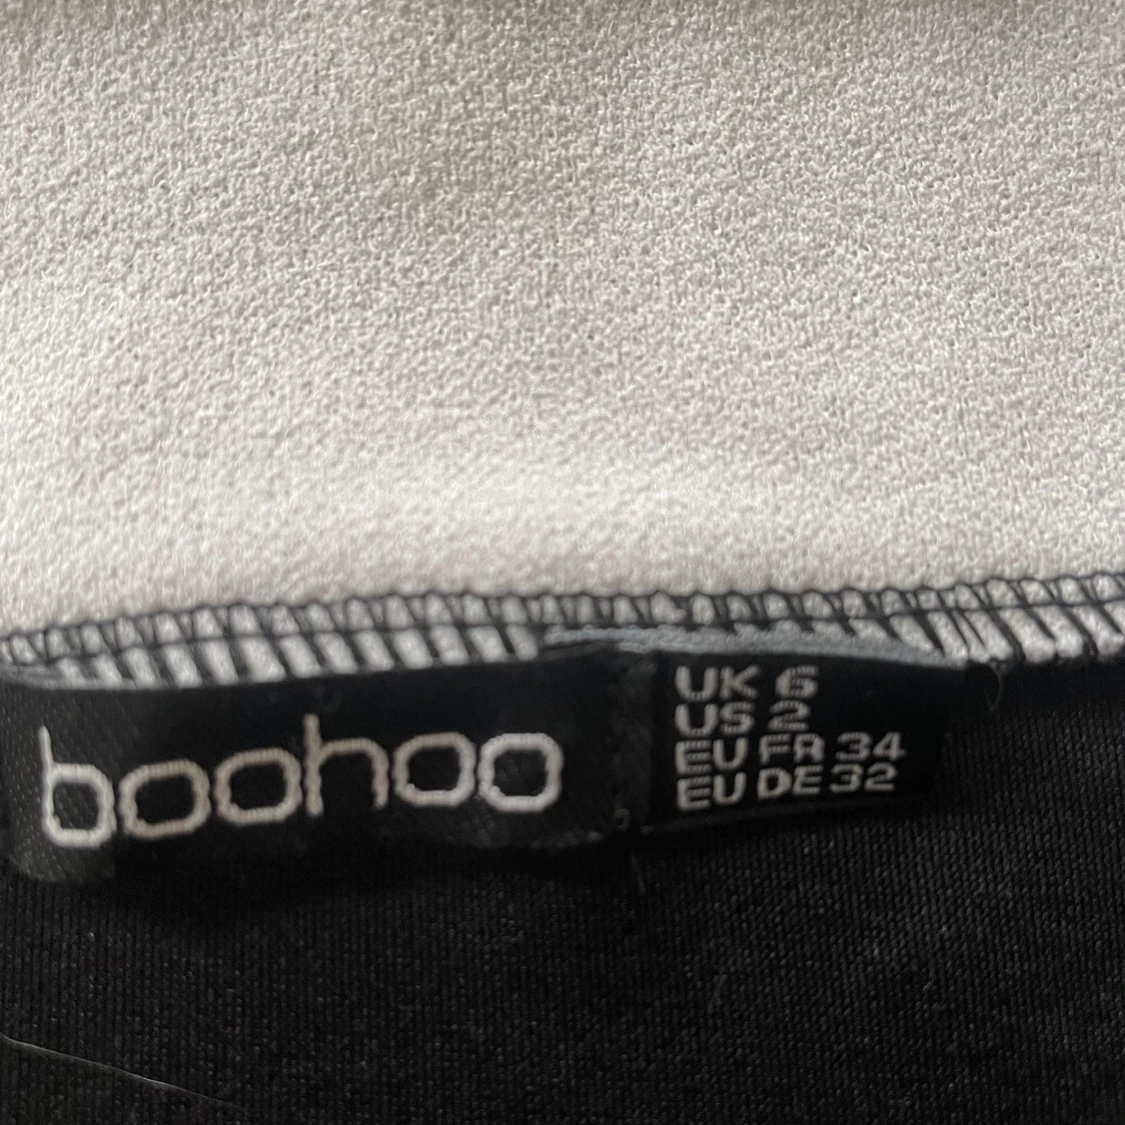 boohoo
UK 6
US 2
EU FR 34
EU DE 32